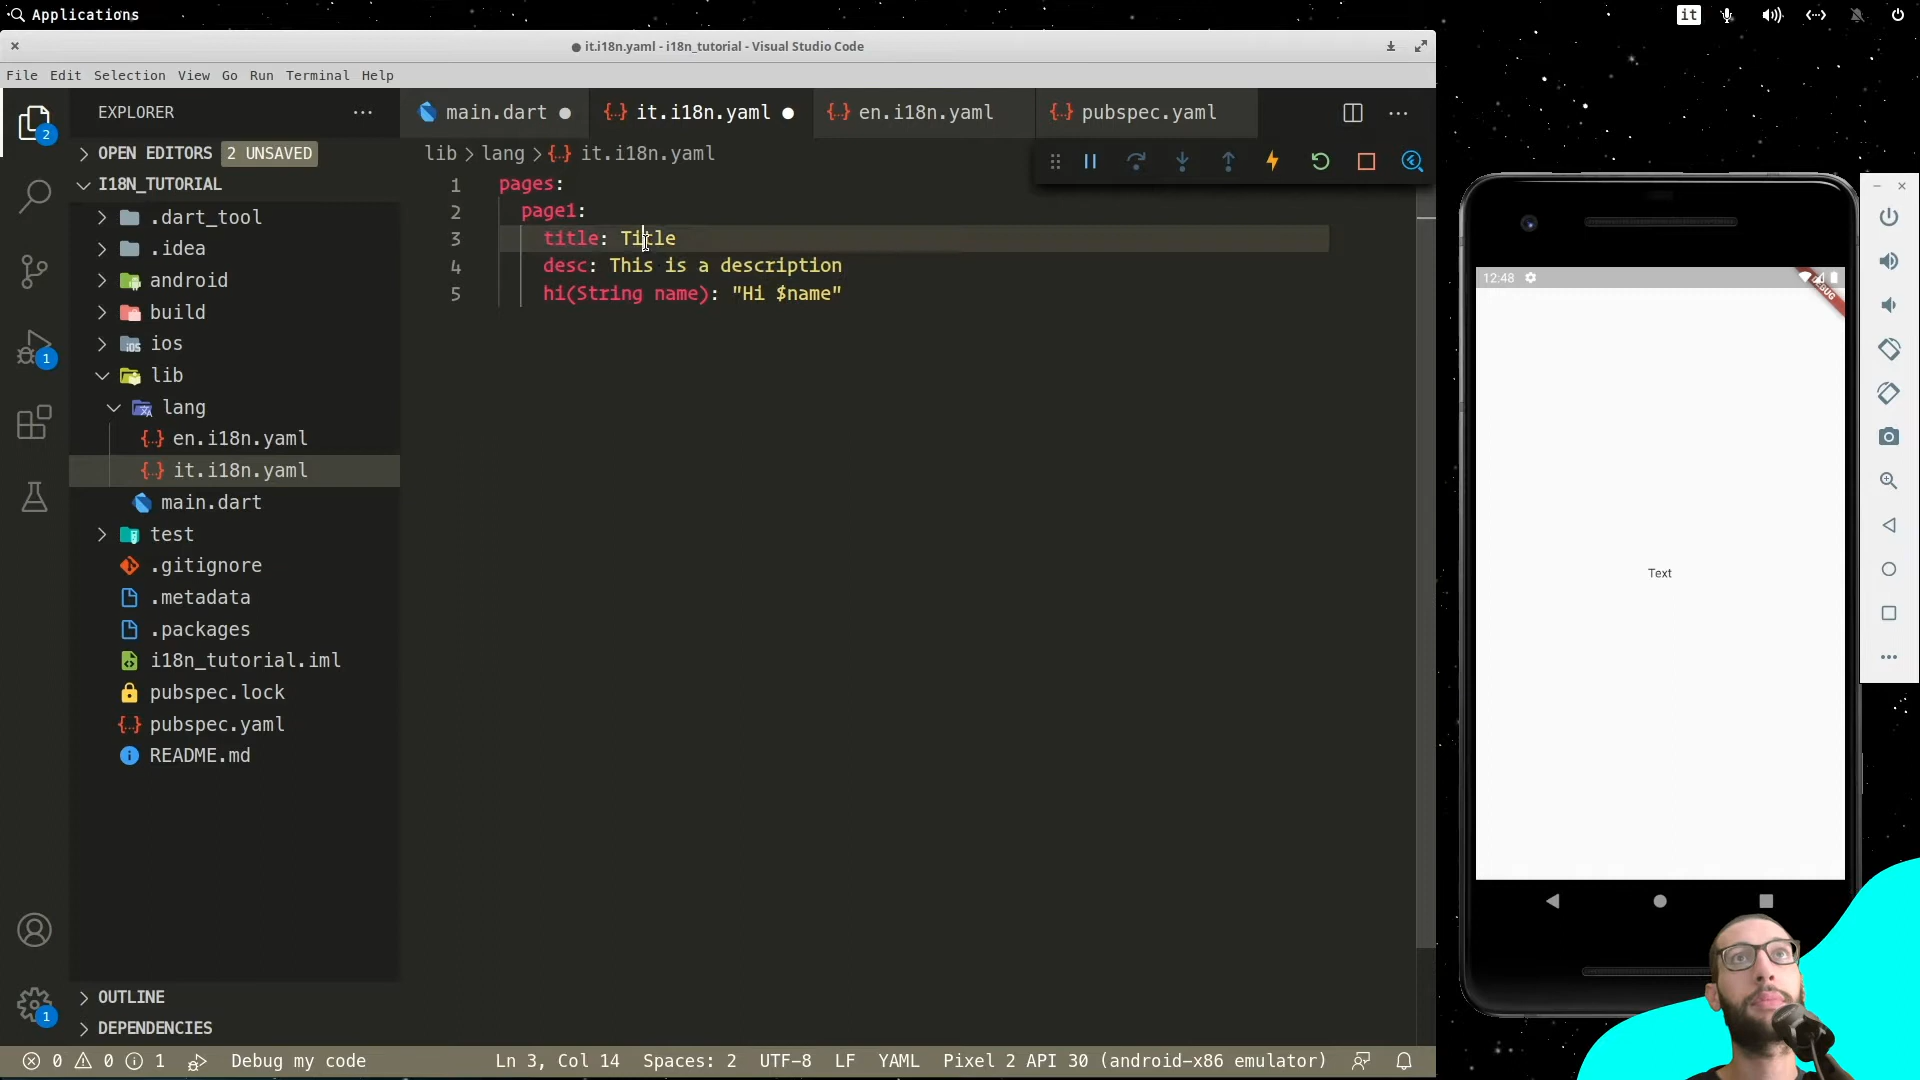 Applications
it
it.i18n.yaml - i18n_tutorial - Visual Studio Code
File Edit Selection View Go Run Terminal Help
EXPLORER
OPEN EDITORS 2 UNSAVED
I18N_TUTORIAL
.dart_tool
.idea
android
build
ios
lib
lang
en.i18n.yaml
it.i18n.yaml
main.dart
test
.gitignore
.metadata
.packages
i18n_tutorial.iml
pubspec.lock
pubspec.yaml
README.md
OUTLINE
DEPENDENCIES
2
1
1
main.dart it.i18n.yaml en.i18n.yaml pubspec.yaml
lib > lang > it.i18n.yaml
1 pages:
2 page1:
3 title: Title
4 desc: This is a description
5 hi(String name): "Hi $name"
12:48
DEBUG
Text
0 0 1 Debug my code Ln 3, Col 14 Spaces: 2 UTF-8 LF YAML Pixel 2 API 30 (android-x86 emulator)